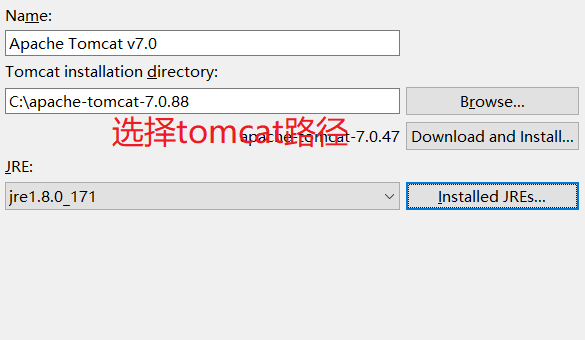 Name:
Apache Tomcat v7.0
Tomcat installation directory:
C:\apache-tomcat-7.0.88
Browse...
选择tomcat路径
apache-tomcat-7.0.47
Download and Install...
JRE:
jre1.8.0_171
Installed JREs...